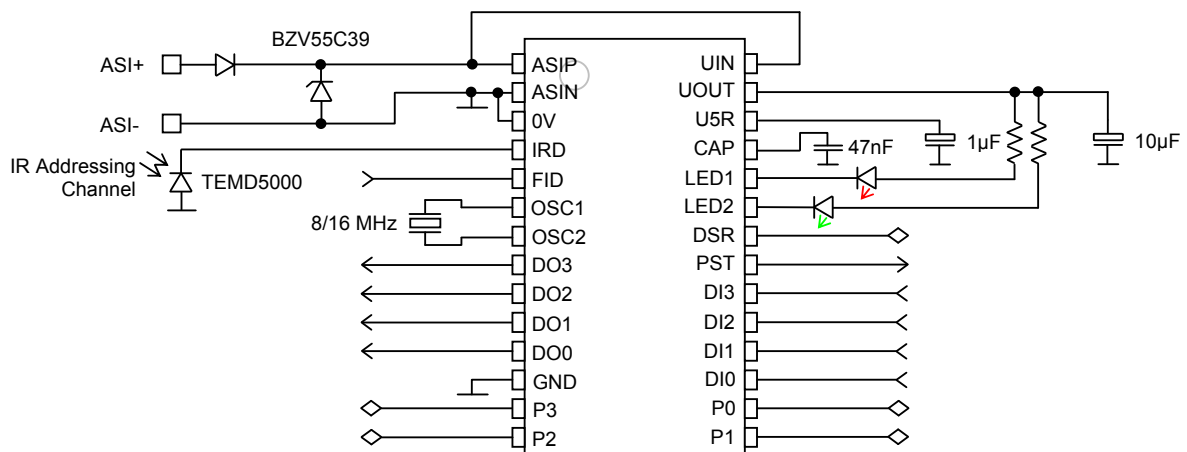 BZV55C39
ASI+
ASI-
IR Addressing
Channel
TEMD5000
8/16 MHz
ASIP
ASIN
0V
IRD
FID
OSC1
OSC2
DO3
DO2
DO1
DO0
GND
P3
P2
UIN
UOUT
U5R
CAP
LED1
LED2
DSR
PST
DI3
DI2
DI1
DI0
P0
P1
47nF
1µF
10µF